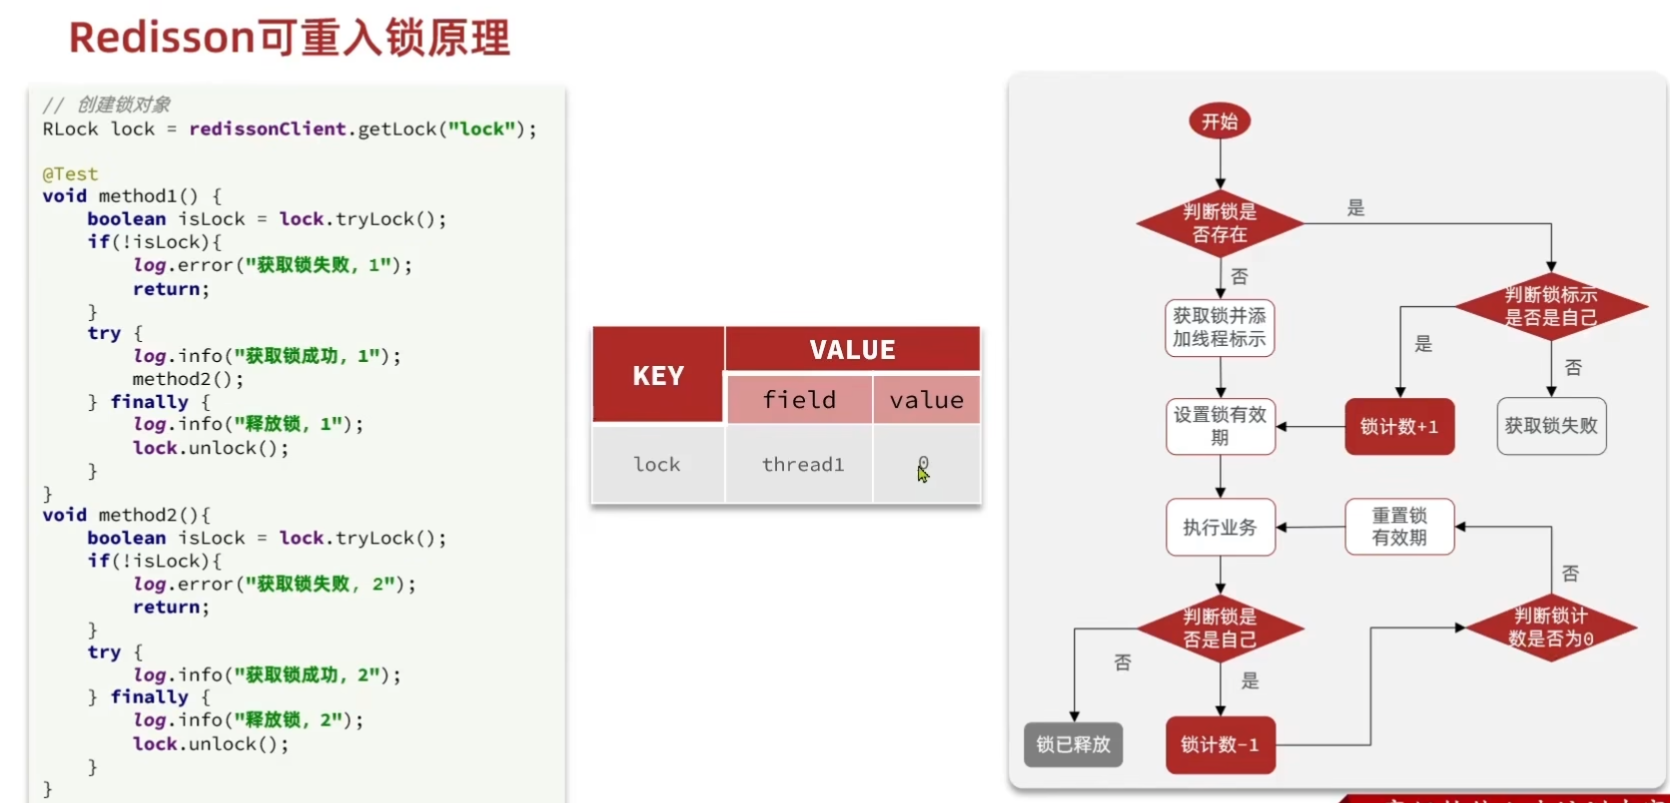 Redisson可重入锁原理
// 创建锁对象
RLock lock = redissonClient.getLock("lock");
@Test
void method1() {
boolean isLock = lock.tryLock();
if(!isLock){
log.error("获取锁失败，1");
return;
}
try {
log.info("获取锁成功，1");
method2();
} finally {
log.info("释放锁，1");
lock.unlock();
}
}
void method2(){
boolean isLock = lock.tryLock();
if(!isLock){
log.error("获取锁失败，2");
return;
}
try {
log.info("获取锁成功，2");
} finally {
log.info("释放锁，2");
lock.unlock();
}
}
KEY
VALUE
field
value
lock
thread1
0
开始
判断锁是
否存在
是
否
获取锁并添
加线程标示
判断锁标示
是否是自己
是
否
设置锁有效
期
锁计数+1
获取锁失败
执行业务
重置锁
有效期
否
判断锁是
否是自己
判断锁计
数是否为0
否
是
锁已释放
锁计数-1